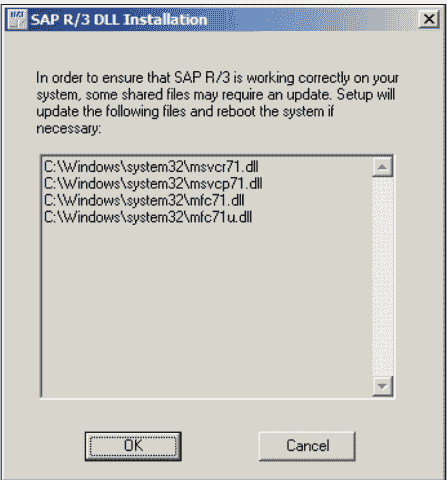 SAP R/3 DLL Installation
In order to ensure that SAP R/3 is working correctly on your
system, some shared files may require an update. Setup will
update the following files and reboot the system if
necessary:
C:\Windows\system32\msvcr71.dll
C:\Windows\system32\msvcp71.dll
C:\Windows\system32\mfc71.dll
C:\Windows\system32\mfc71u.dll
OK
Cancel